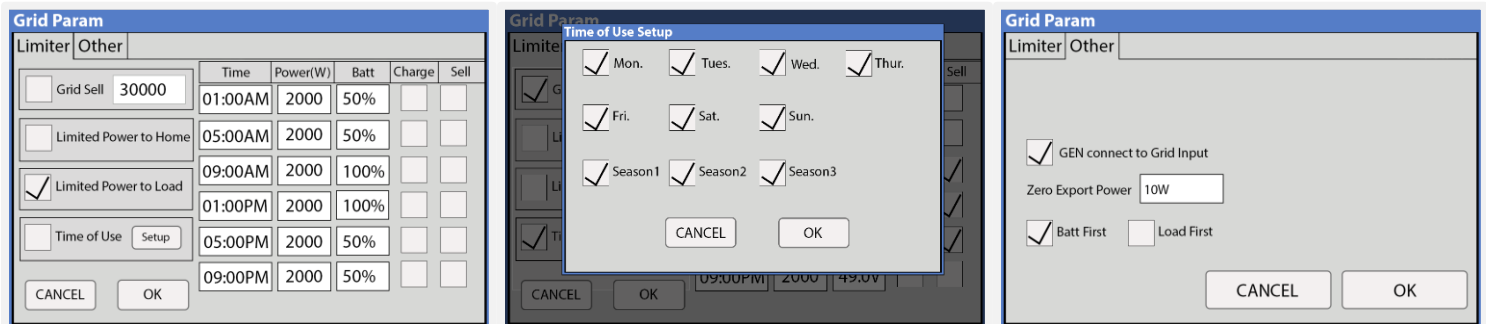 Grid Param
Limiter Other
Time Power(W) Batt Charge Sell
Grid Sell 30000
01:00AM 2000 50%
Limited Power to Home
05:00AM 2000 50%
09:00AM 2000 100%
Limited Power to Load
01:00PM 2000 100%
Time of Use Setup
05:00PM 2000 50%
09:00PM 2000 50%
CANCEL OK
Grid Param
Time of Use Setup
Limite
Sell
Mon. Tues. Wed. Thur.
G
Fri. Sat. Sun.
Li
Season1 Season2 Season3
Li
Ti
CANCEL OK
09:00PM 2000 49.0V
CANCEL OK
Grid Param
Limiter Other
GEN connect to Grid Input
Zero Export Power 10W
Batt First Load First
CANCEL OK